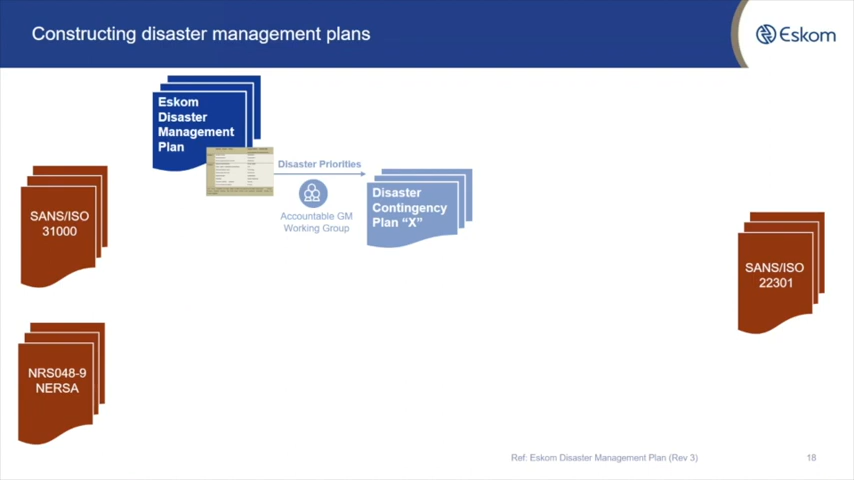 Constructing disaster management plans
Eskom
Eskom
Disaster
Management
Plan
Disaster Priorities
Accountable GM
Working Group
Disaster
Contingency
Plan “X”
SANS/ISO
31000
SANS/ISO
22301
NRS048-9
NERSA
Ref: Eskom Disaster Management Plan (Rev 3)
18